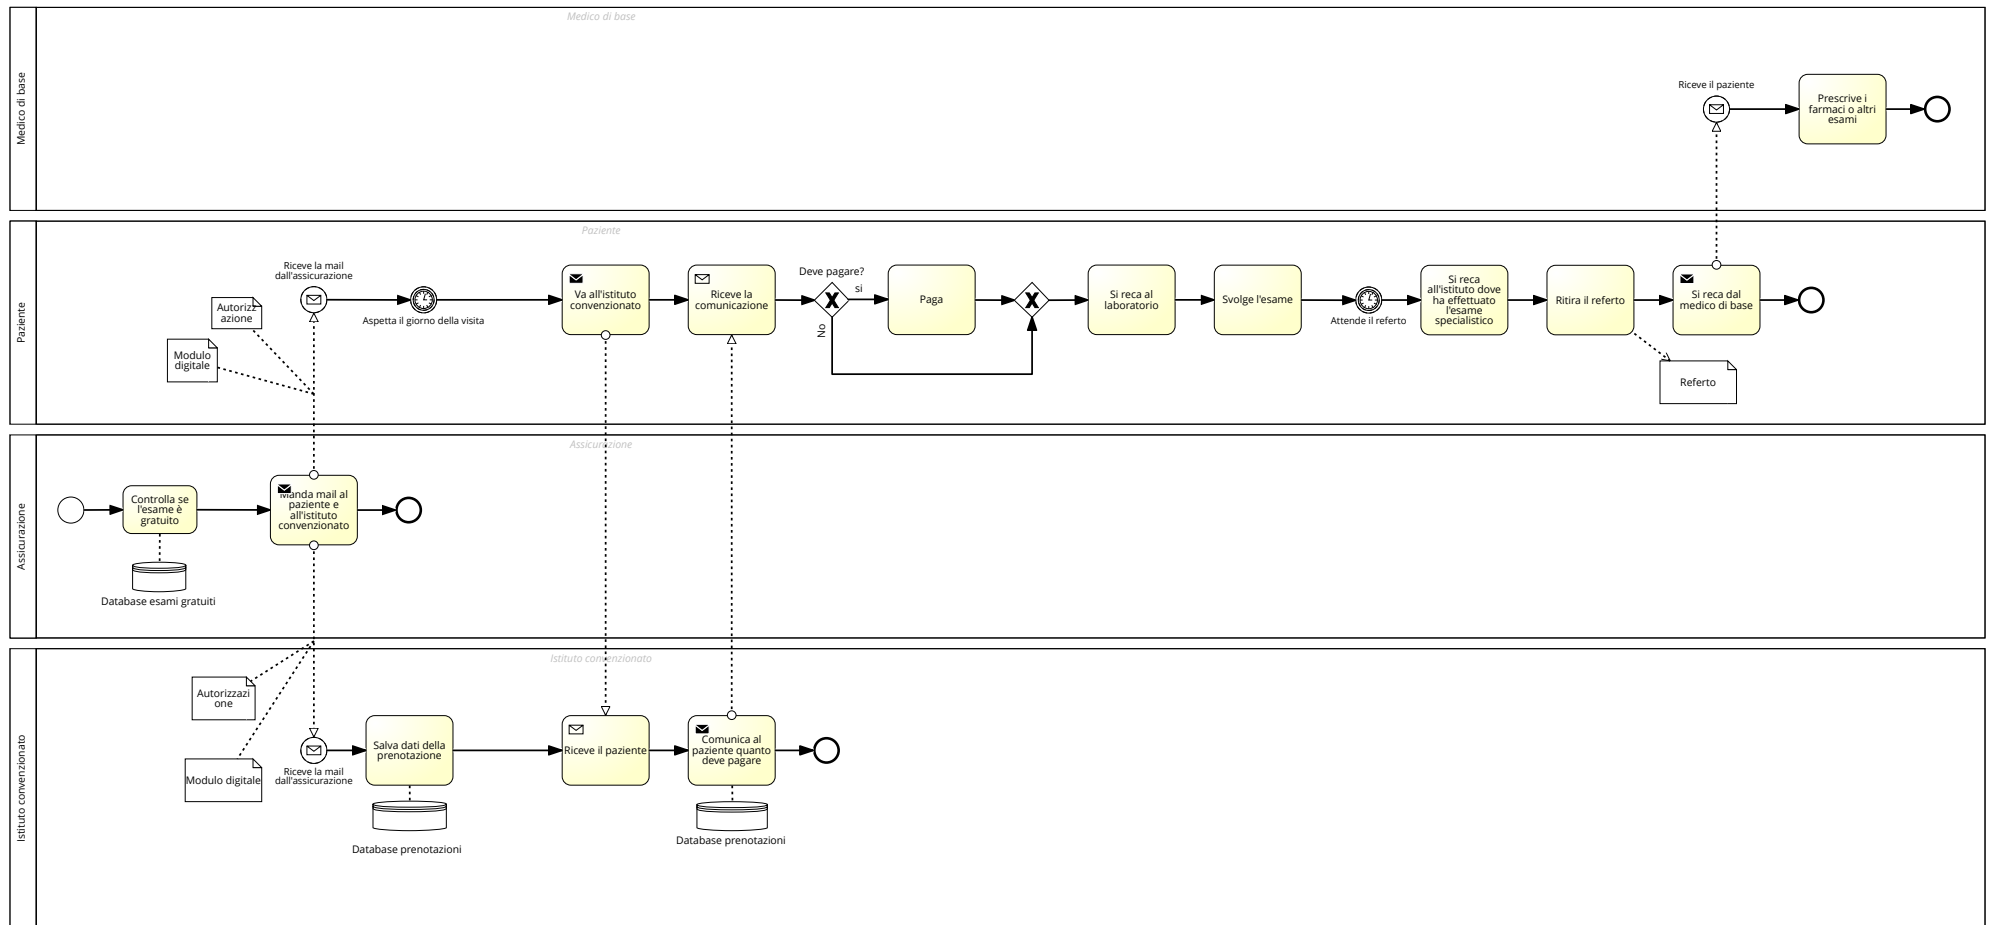 Medico di base
Medico di base
Riceve il paziente
Prescrive i
farmaci o altri
esami
Paziente
Paziente
Riceve la mail
dall'assicurazione
Autorizz
azione
Modulo
digitale
Aspetta il giorno della visita
Va all'istituto
convenzionato
Riceve la
comunicazione
Deve pagare?
si
No
Paga
Si reca al
laboratorio
Svolge l'esame
Attende il referto
Si reca
all'istituto dove
ha effettuato
l'esame
specialistico
Ritira il referto
Si reca dal
medico di base
Referto
Assicurazione
Assicurazione
Controlla se
l'esame è
gratuito
Manda mail al
paziente e
all'istituto
convenzionato
Database esami gratuiti
Istituto convenzionato
Istituto convenzionato
Autorizzazi
one
Modulo digitale
Riceve la mail
dall'assicurazione
Salva dati della
prenotazione
Database prenotazioni
Riceve il paziente
Comunica al
paziente quanto
deve pagare
Database prenotazioni